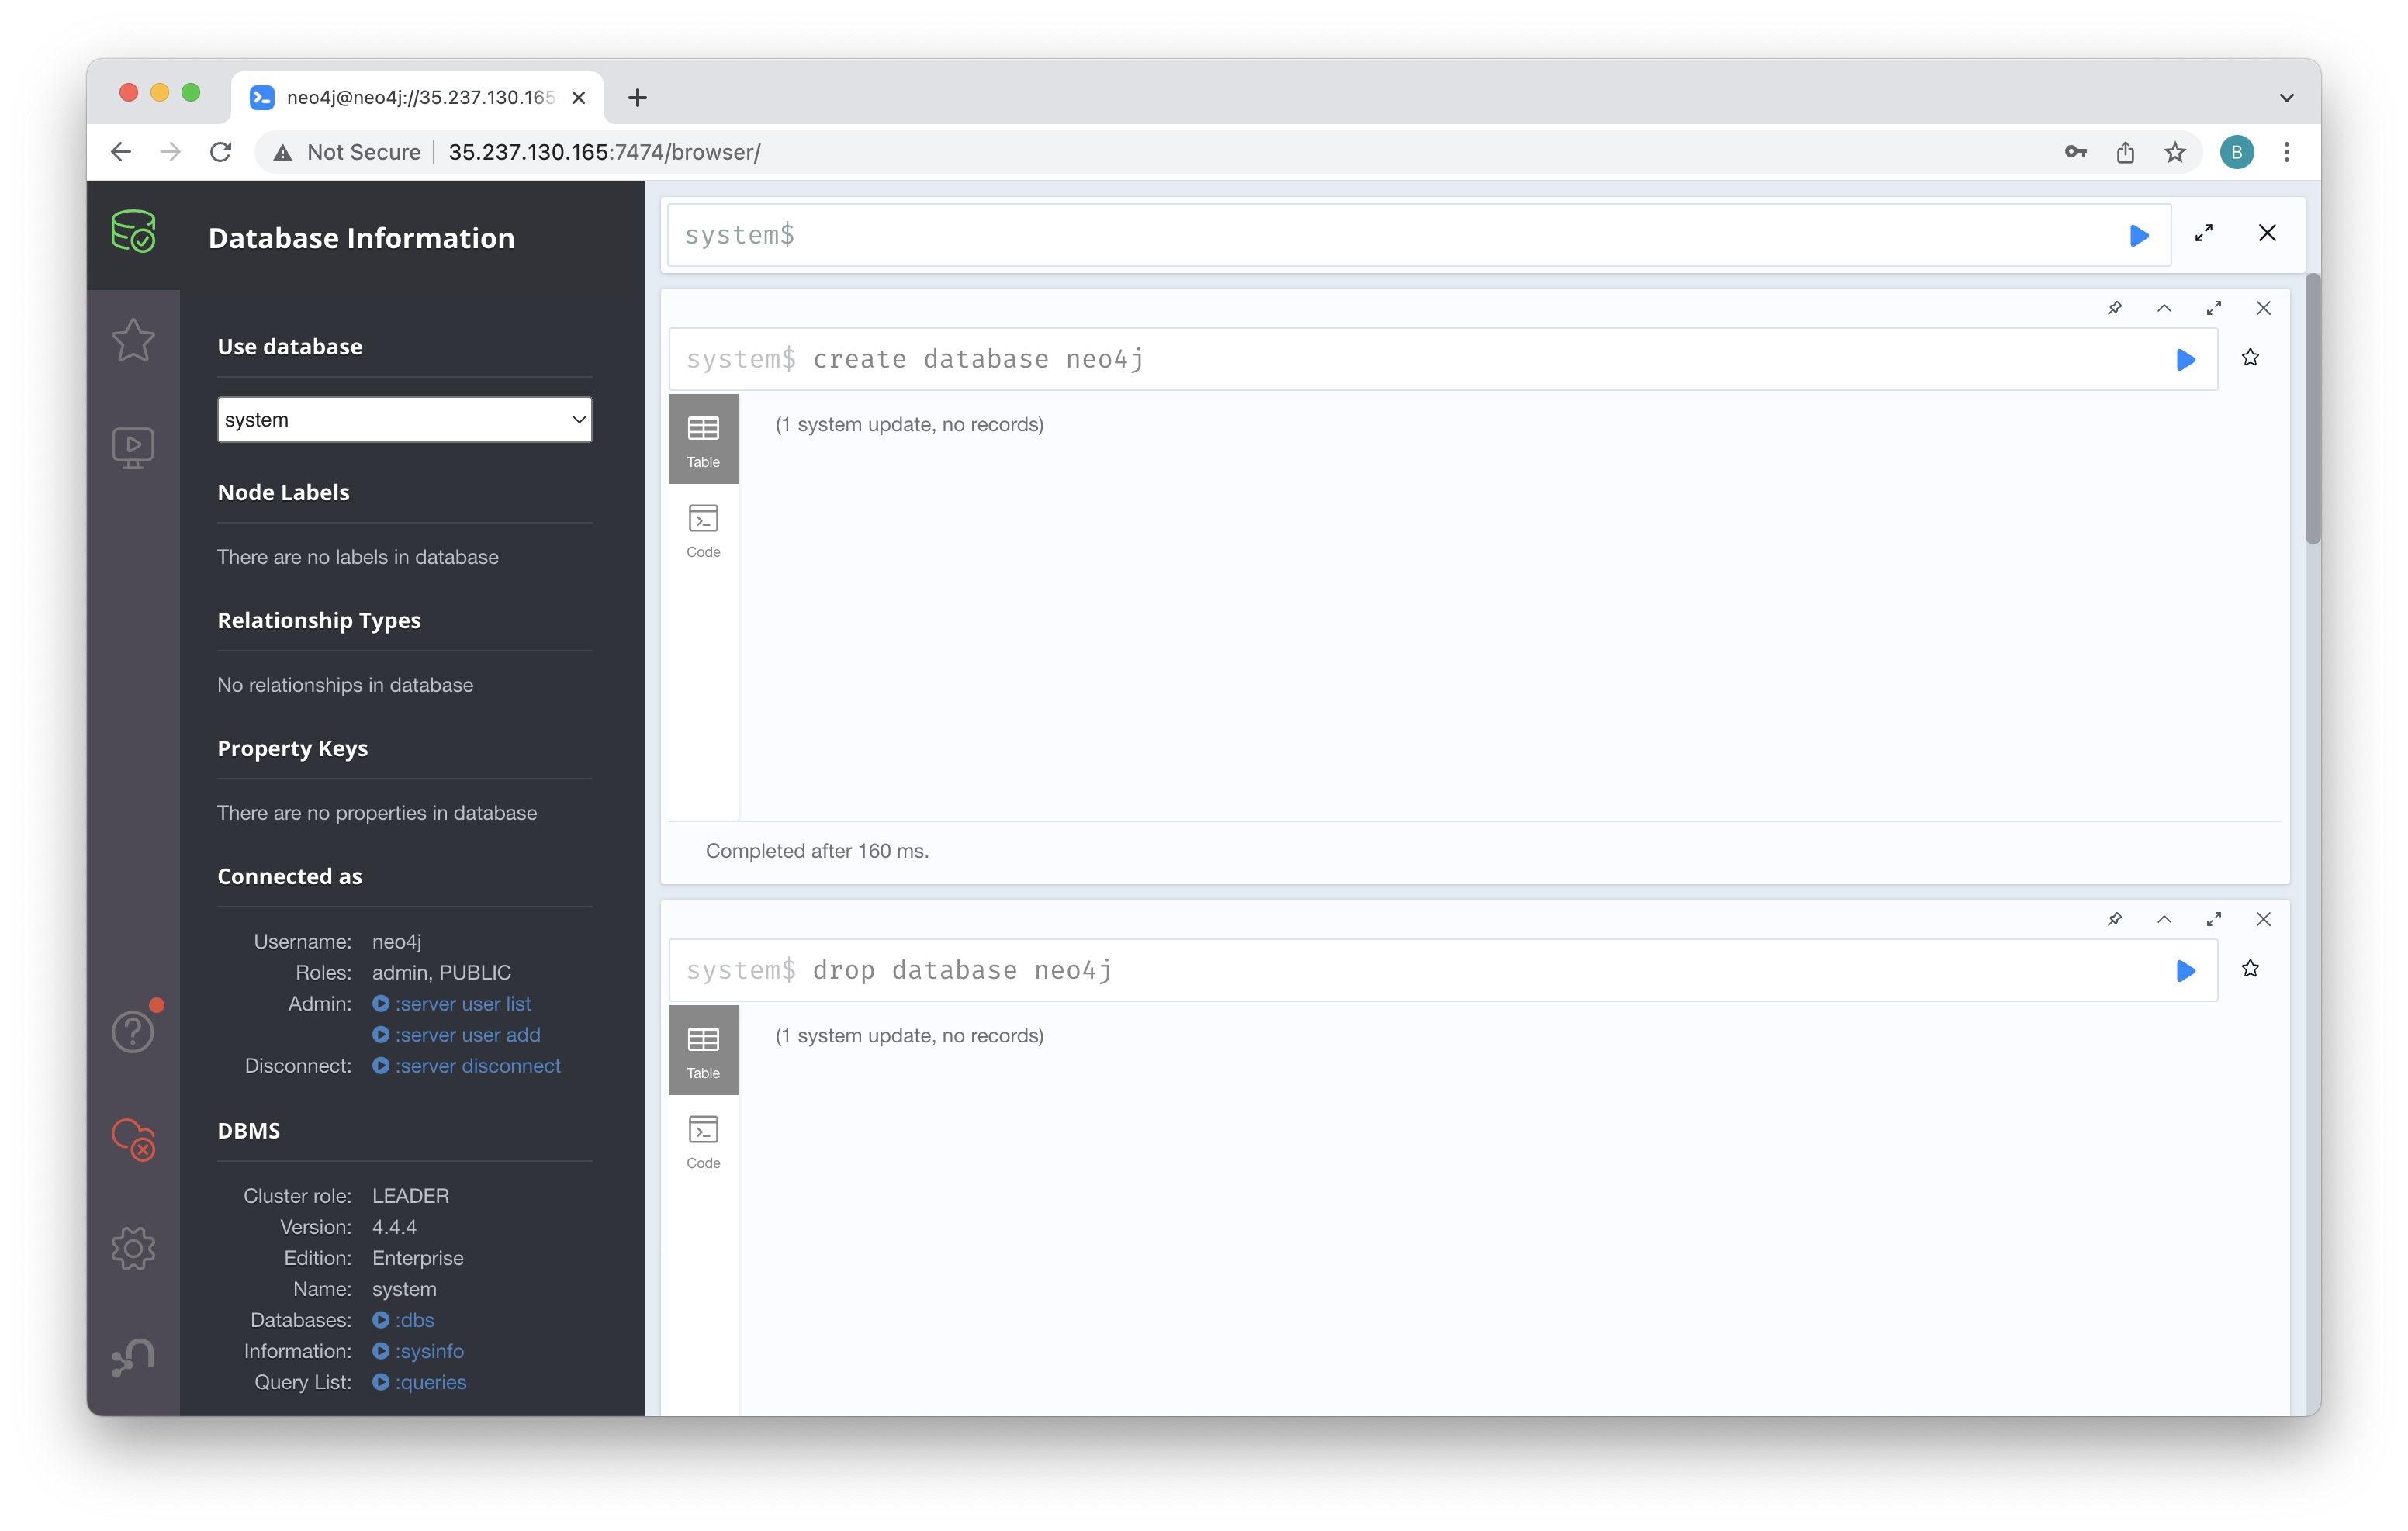 neo4j@neo4j://35.237.130.165
Not Secure | 35.237.130.165:7474/browser/
B
Database Information
Use database
system
Node Labels
There are no labels in database
Relationship Types
No relationships in database
Property Keys
There are no properties in database
Connected as
Username: neo4j
Roles: admin, PUBLIC
Admin: :server user list
:server user add
Disconnect: :server disconnect
DBMS
Cluster role: LEADER
Version: 4.4.4
Edition: Enterprise
Name: system
Databases: :dbs
Information: :sysinfo
Query List: :queries
system$
system$ create database neo4j
Table
(1 system update, no records)
Code
Completed after 160 ms.
system$ drop database neo4j
Table
(1 system update, no records)
Code